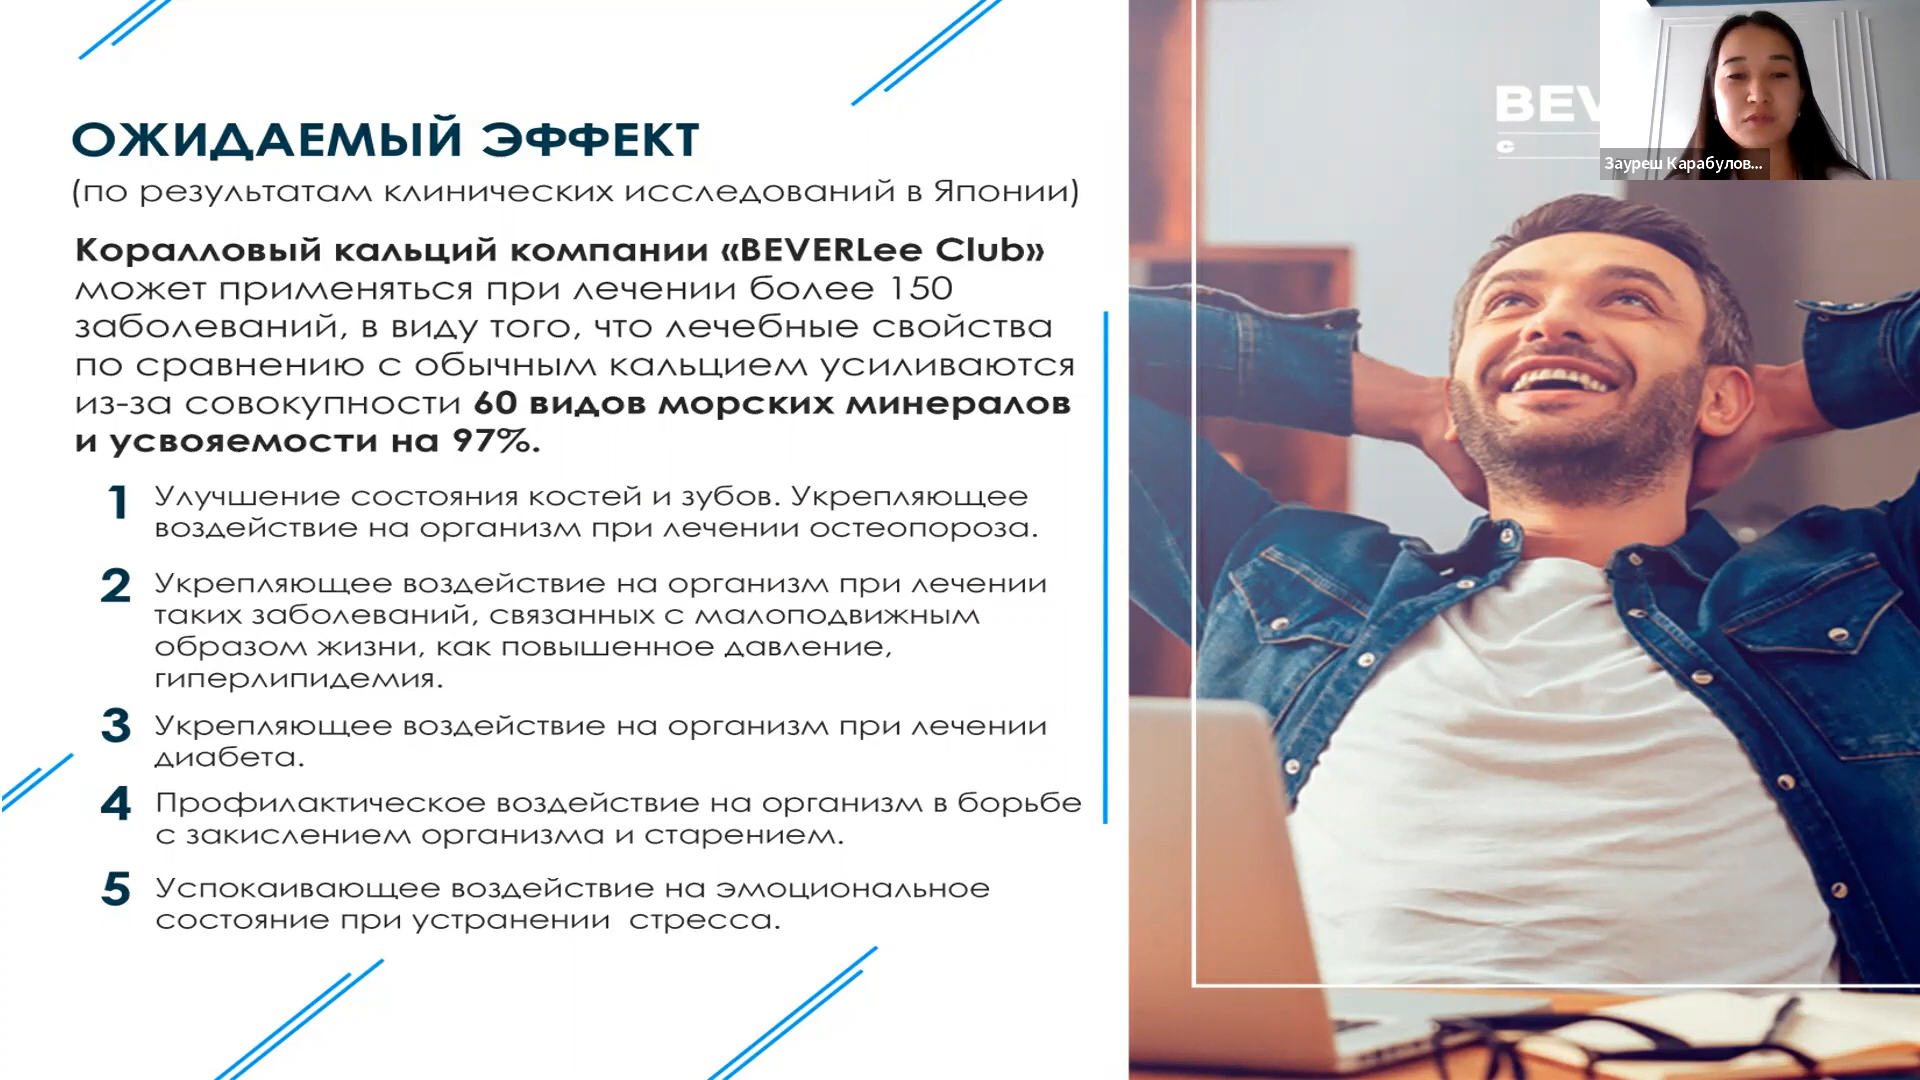 ОЖИДАЕМЫЙ ЭФФЕКТ
(по результатам клинических исследований в Японии)
Коралловый кальций компании «BEVERLee Club»
может применяться при лечении более 150
заболеваний, в виду того, что лечебные свойства
по сравнению с обычным кальцием усиливаются
из-за совокупности 60 видов морских минералов
и усвояемости на 97%.
1 Улучшение состояния костей и зубов. Укрепляющее
воздействие на организм при лечении остеопороза.
2 Укрепляющее воздействие на организм при лечении
таких заболеваний, связанных с малоподвижным
образом жизни, как повышенное давление,
гиперлипидемия.
3 Укрепляющее воздействие на организм при лечении
диабета.
4 Профилактическое воздействие на организм в борьбе
с закислением организма и старением.
5 Успокаивающее воздействие на эмоциональное
состояние при устранении  стресса.
BEV
C
Зауреш Карабулов...